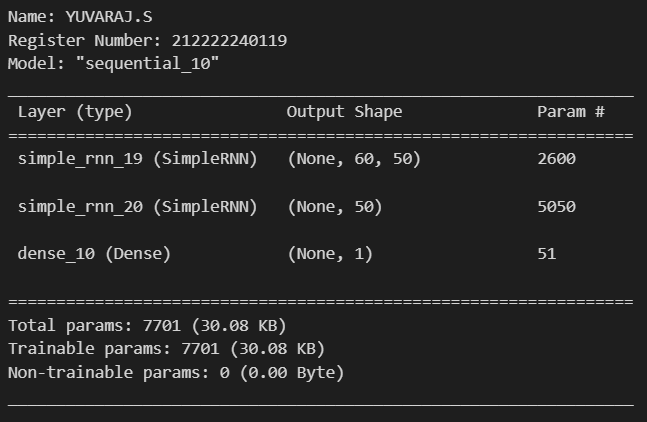 Name: YUVARAJ.S
Register Number: 212222240119
Model: "sequential_10"
_________________________________________________________________
Layer (type) Output Shape Param #
=================================================================
simple_rnn_19 (SimpleRNN) (None, 60, 50) 2600
simple_rnn_20 (SimpleRNN) (None, 50) 5050
dense_10 (Dense) (None, 1) 51
=================================================================
Total params: 7701 (30.08 KB)
Trainable params: 7701 (30.08 KB)
Non-trainable params: 0 (0.00 Byte)
_________________________________________________________________